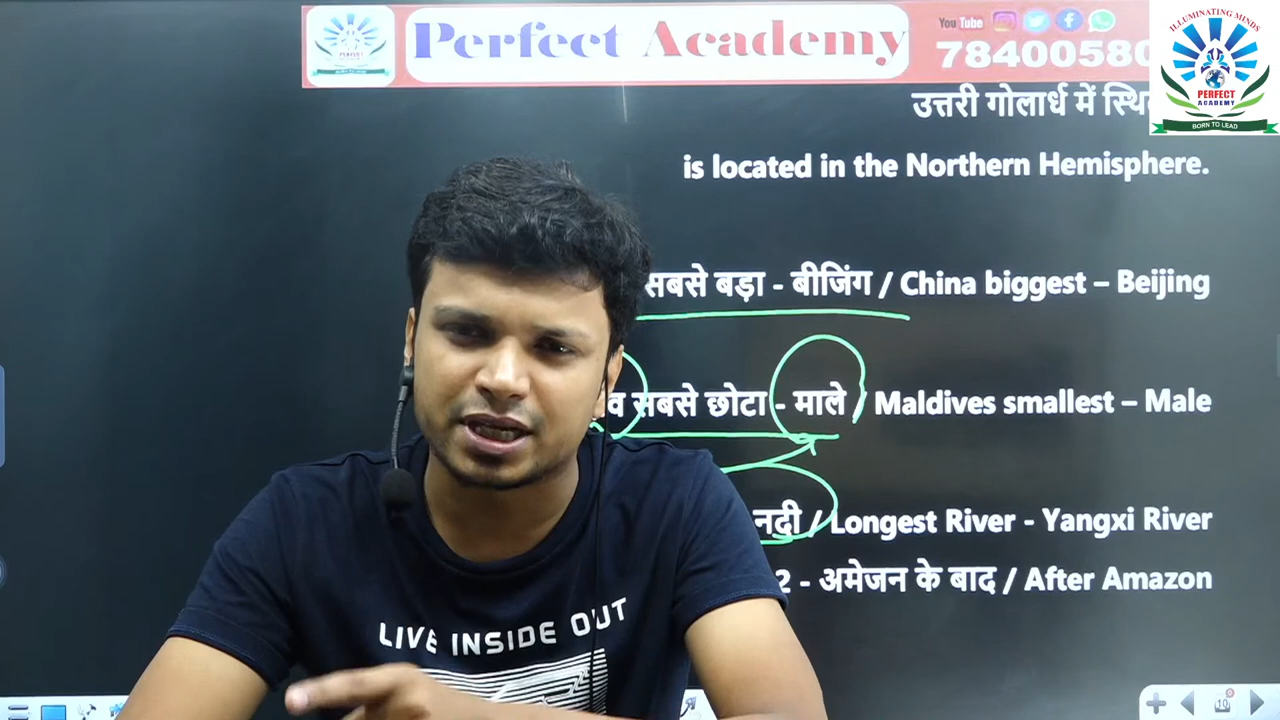 Perfect Academy
YouTube
78400580
ILLUMINATING MINDS
PERFECT
ACADEMY
BORN TO LEAD
उत्तरी गोलार्ध में
is located in the Northern Hemisphere.
सबसे बड़ा - बीजिंग / China biggest – Beijing
व सबसे छोटा - माले / Maldives smallest – Male
नदी / Longest River - Yangxi River
2 - अमेजन के बाद / After Amazon
LIVE INSIDE OUT
10